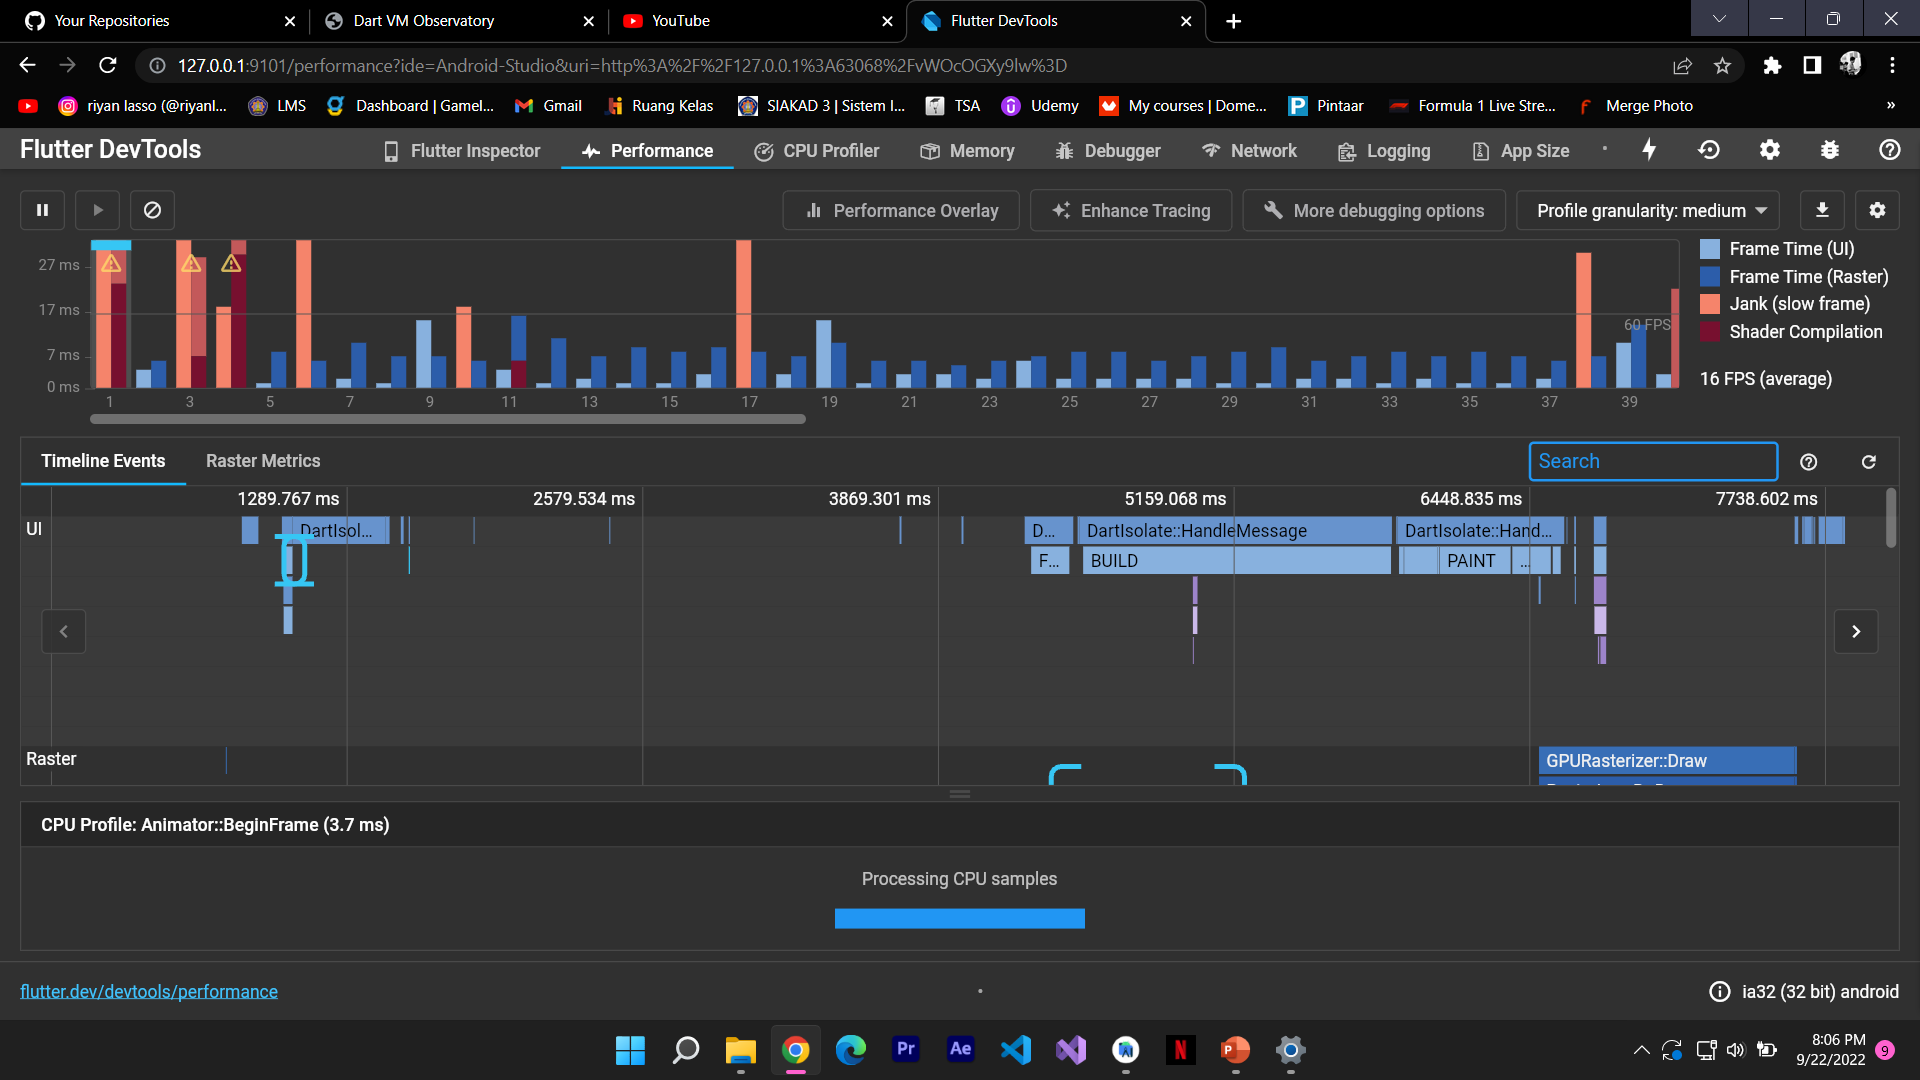 Your Repositories
Dart VM Observatory
YouTube
Flutter DevTools
127.0.0.1:9101/performance?ide=Android-Studio&uri=http%3A%2F%2F127.0.0.1%3A63068%2FvWOcOGXy9lw%3D
riyan lasso (@riyanl...
LMS
Dashboard | Gamel...
Gmail
Ruang Kelas
SIAKAD 3 | Sistem I...
TSA
Udemy
My courses | Dome...
Pintaar
Formula 1 Live Stre...
Merge Photo
»
Flutter DevTools
Flutter Inspector
Performance
CPU Profiler
Memory
Debugger
Network
Logging
App Size
Performance Overlay
Enhance Tracing
More debugging options
Profile granularity: medium
27 ms
17 ms
7 ms
0 ms
60 FPS
1 3 5 7 9 11 13 15 17 19 21 23 25 27 29 31 33 35 37 39
Frame Time (UI)
Frame Time (Raster)
Jank (slow frame)
Shader Compilation
16 FPS (average)
Timeline Events
Raster Metrics
Search
1289.767 ms
2579.534 ms
3869.301 ms
5159.068 ms
6448.835 ms
7738.602 ms
UI
DartIsol...
D...
DartIsolate::HandleMessage
DartIsolate::Hand...
F...
BUILD
PAINT
...
Raster
GPURasterizer::Draw
CPU Profile: Animator::BeginFrame (3.7 ms)
Processing CPU samples
flutter.dev/devtools/performance
ia32 (32 bit) android
Pr
Ae
N
P
8:06 PM
9/22/2022
9